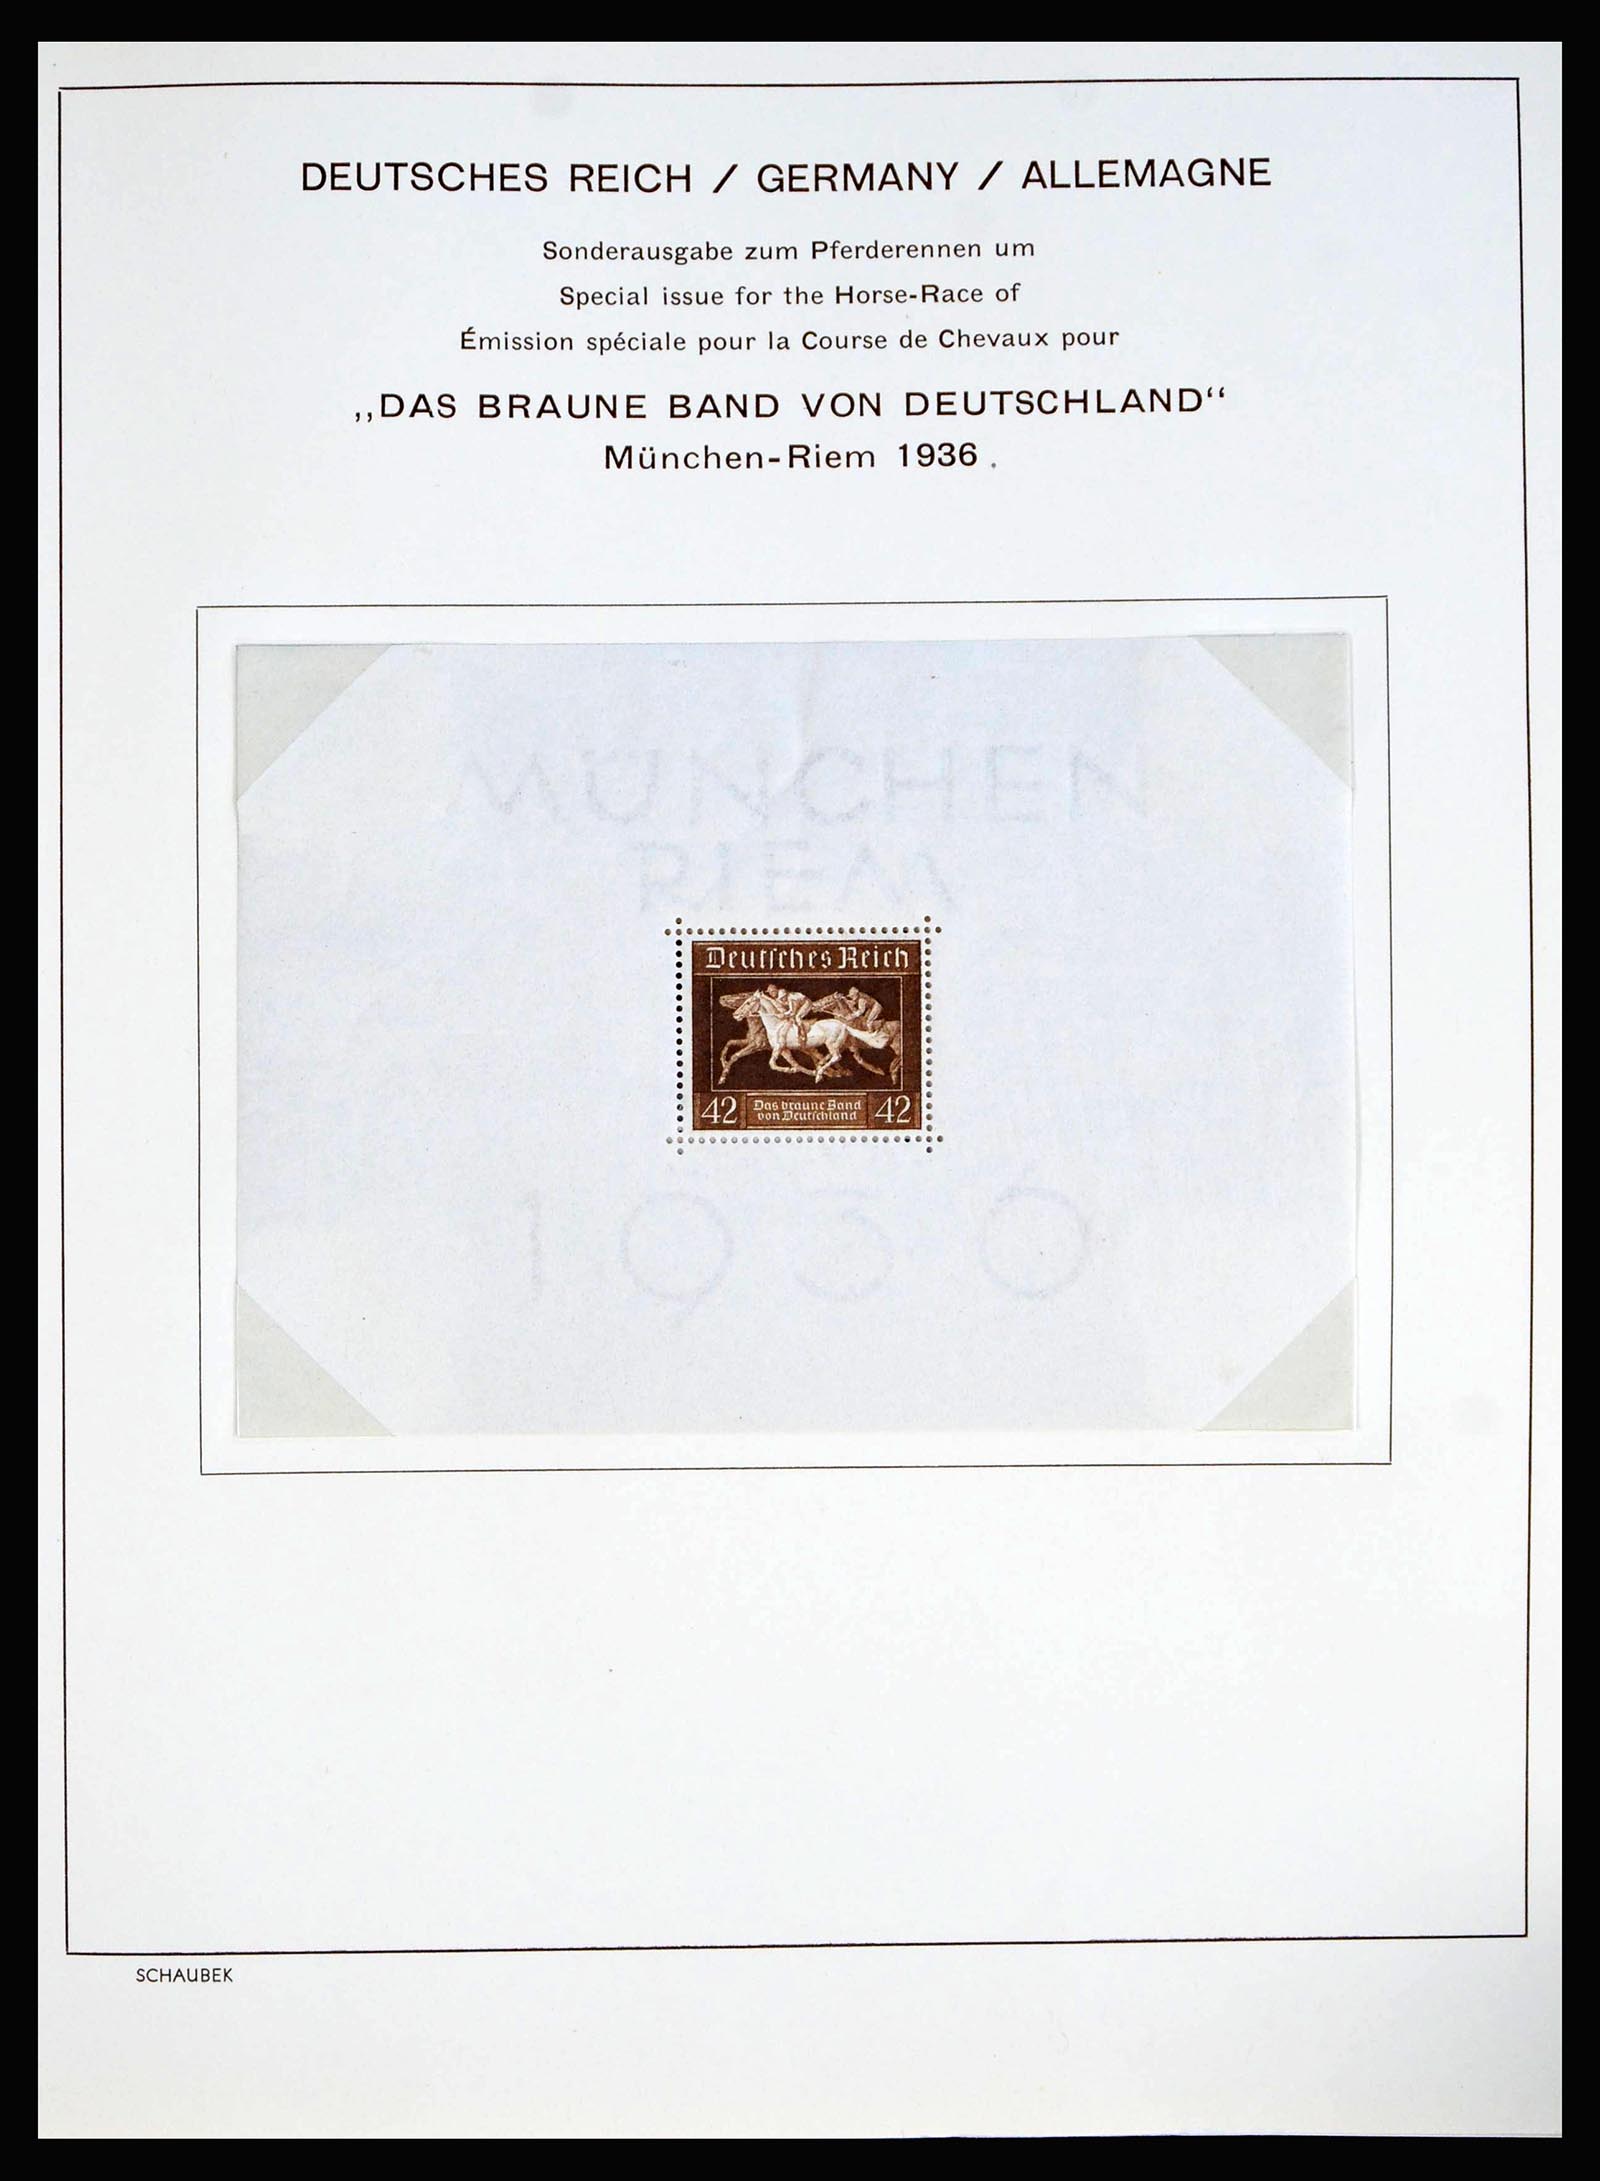 DEUTSCHES REICH / GERMANY / ALLEMAGNE
Sonderausgabe zum Pferderennen um
Special issue for the Horse-Race of
Émission spéciale pour la Course de Chevaux pour
„DAS BRAUNE BAND VON DEUTSCHLAND“
München-Riem 1936.
MÜNCHEN
RIEM
Deutsches Reich
42 Das braune Band 42
von Deutschland
1936
SCHAUBEK